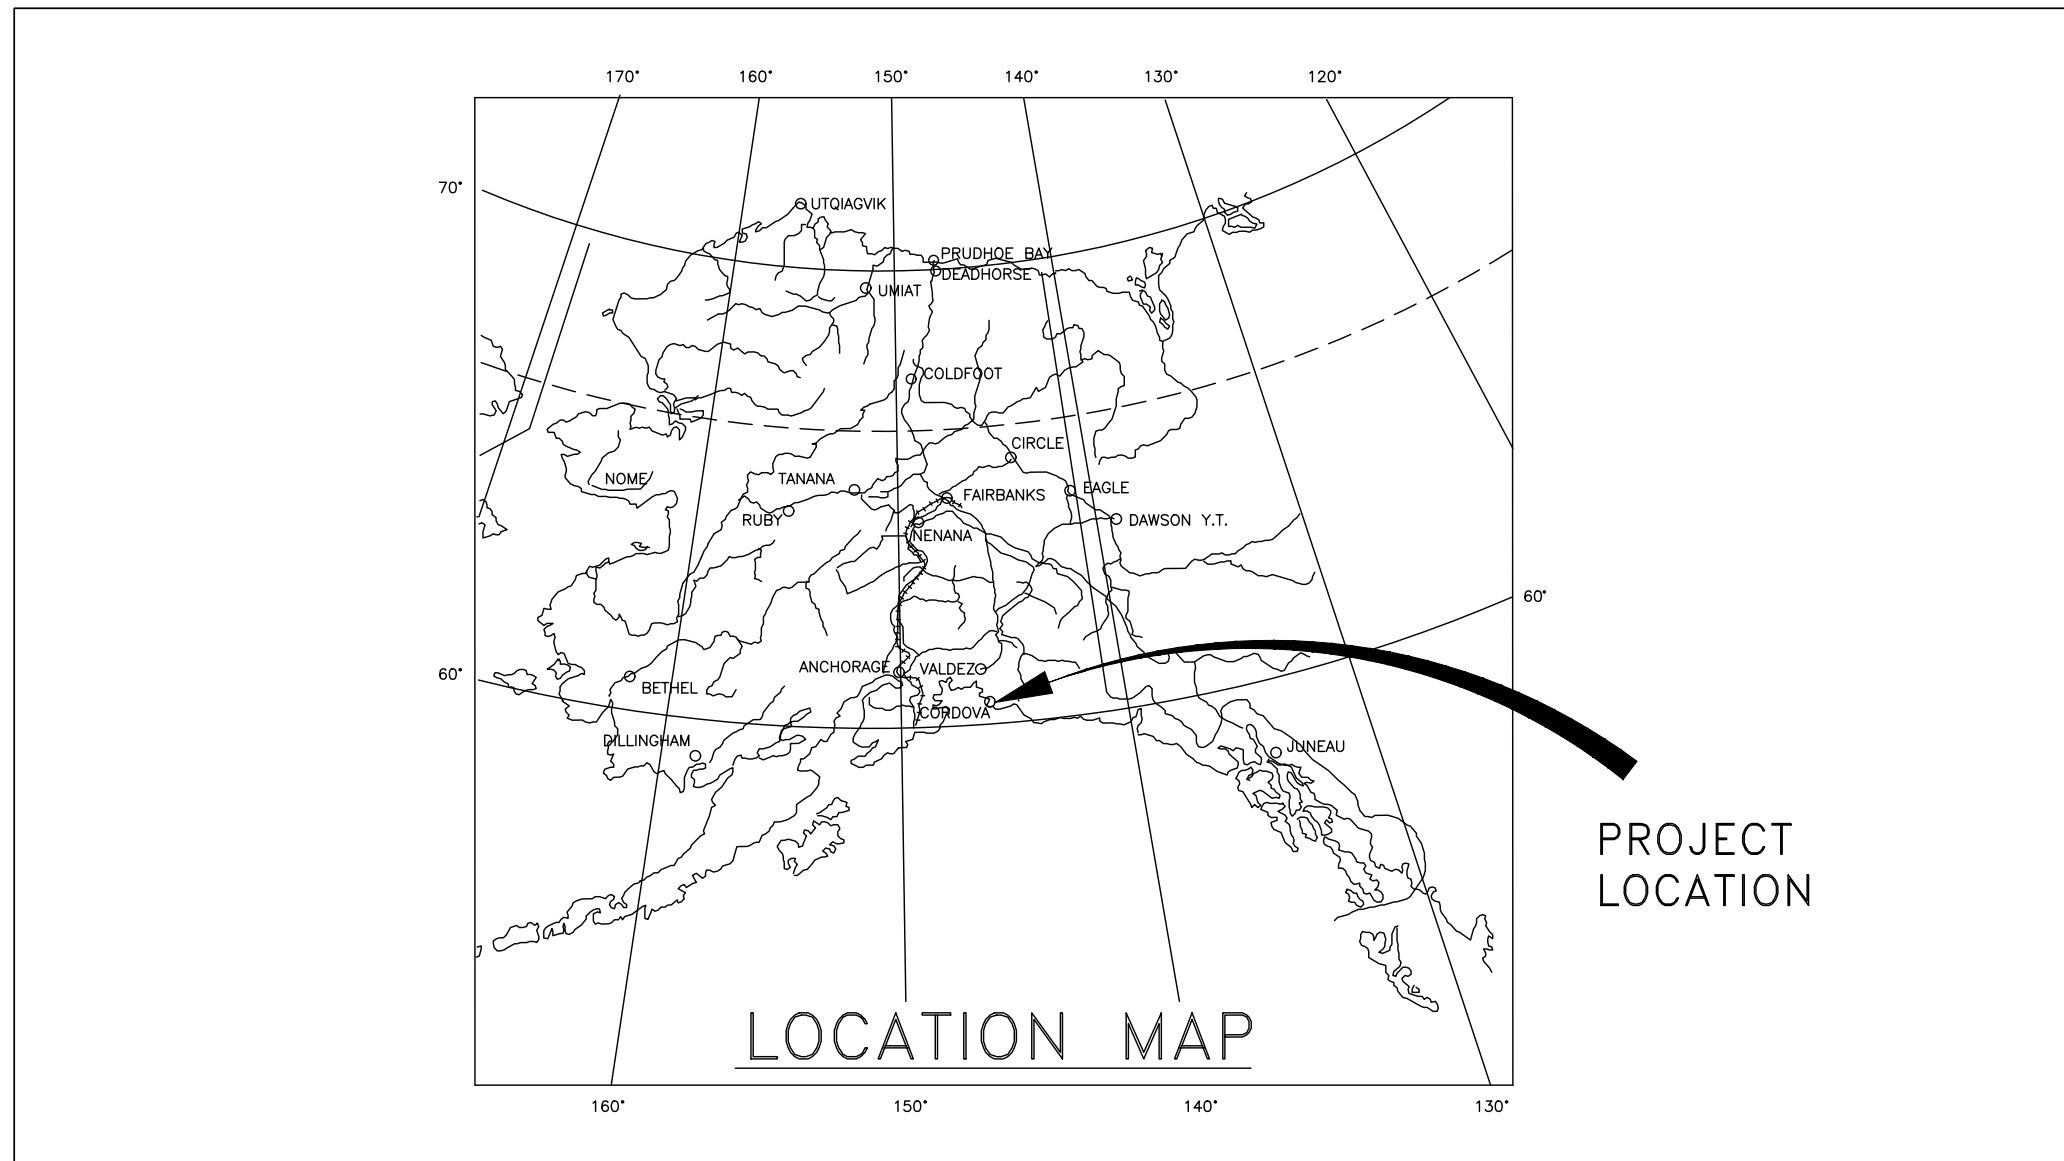 170° 160° 150° 140° 130° 120°
70°
UTQIAGVIK
PRUDHOE BAY
DEADHORSE
UMIAT
COLDFOOT
CIRCLE
NOME
TANANA
EAGLE
FAIRBANKS
RUBY
DAWSON Y.T.
NENANA
60°
ANCHORAGE
VALDEZ
60°
BETHEL
CORDOVA
DILLINGHAM
JUNEAU
PROJECT
LOCATION
LOCATION MAP
160° 150° 140° 130°